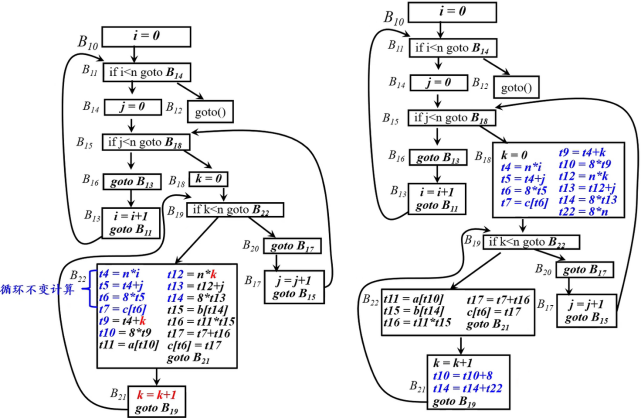 i = 0
B10
if i<n goto B14
B11
j = 0
B14
B12
goto()
if j<n goto B18
B15
goto B13
B16
B18
k = 0
i = i+1
goto B11
B13
B19
if k<n goto B22
B20
goto B17
B17
j = j+1
goto B15
B22
循环不变计算
t4 = n*i
t5 = t4+j
t6 = 8*t5
t7 = c[t6]
t9 = t4+k
t10 = 8*t9
t11 = a[t10]
t12 = n*k
t13 = t12+j
t14 = 8*t13
t15 = b[t14]
t16 = t11*t15
t17 = t7+t16
c[t6] = t17
goto B21
B21
k = k+1
goto B19
i = 0
B10
B11
if i<n goto B14
B14
j = 0
B12
goto()
B15
if j<n goto B18
B16
goto B13
B13
i = i+1
goto B11
B18
k = 0
t4 = n*i
t5 = t4+j
t6 = 8*t5
t7 = c[t6]
t9 = t4+k
t10 = 8*t9
t12 = n*k
t13 = t12+j
t14 = 8*t13
t22 = 8*n
B19
if k<n goto B22
B20
goto B17
B17
j = j+1
goto B15
B22
t11 = a[t10]
t15 = b[t14]
t16 = t11*t15
t17 = t7+t16
c[t6] = t17
goto B21
B21
k = k+1
t10 = t10+8
t14 = t14+t22
goto B19